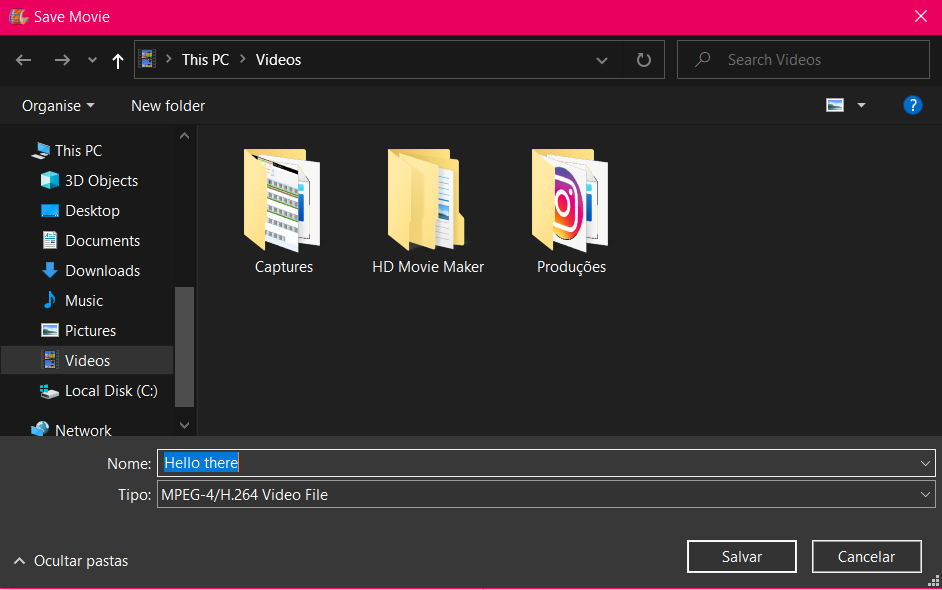 Save Movie
This PC
Videos
Search Videos
Organise
New folder
?
This PC
3D Objects
Desktop
Documents
Downloads
Music
Pictures
Videos
Local Disk (C:)
Network
Captures
HD Movie Maker
Produções
Nome: Hello there
Tipo: MPEG-4/H.264 Video File
Ocultar pastas
Salvar
Cancelar